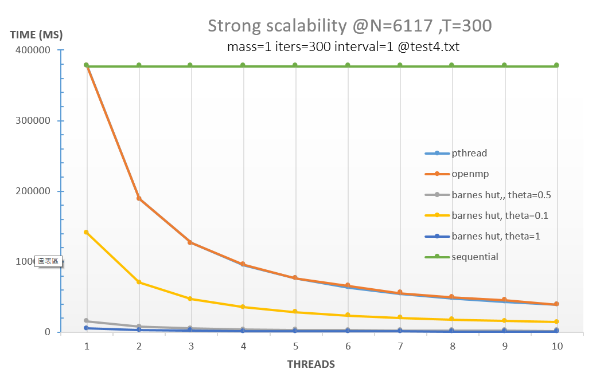 Strong scalability @N=6117 ,T=300
mass=1 iters=300 interval=1 @test4.txt
TIME (MS)
400000
300000
200000
1000
0
pthread
openmp
barnes hut,, theta=0.5
barnes hut, theta=0.1
barnes hut, theta=1
sequential
1 2 3 4 5 6 7 8 9 10
THREADS